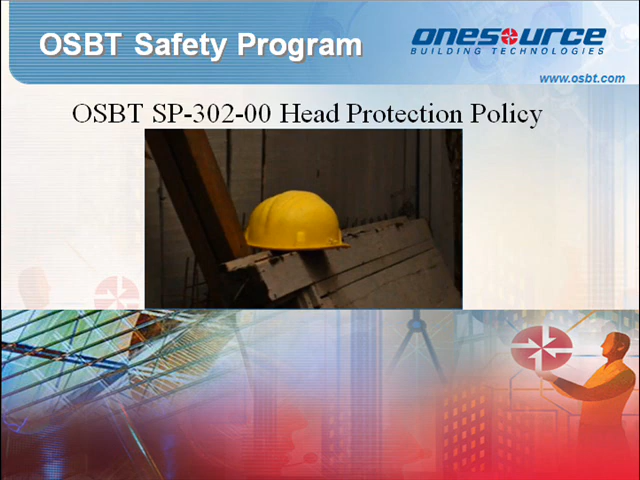 OSBT Safety Program
onesource
BUILDING TECHNOLOGIES
www.osbt.com
OSBT SP-302-00 Head Protection Policy